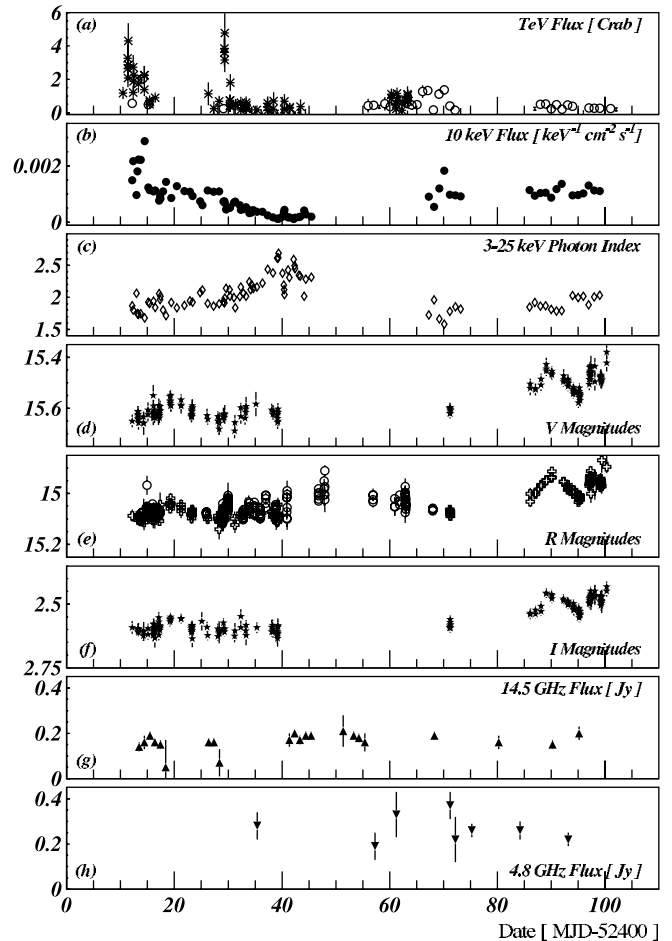 (a) TeV Flux [ Crab ]
6
4
2
0
(b) 10 keV Flux [ keV⁻¹ cm⁻² s⁻¹ ]
0.002
0
(c) 3-25 keV Photon Index
2.5
2
1.5
15.4
15.6
(d) V Magnitudes
15
15.2
(e) R Magnitudes
2.5
2.75
(f) I Magnitudes
0.4
14.5 GHz Flux [ Jy ]
0.2
(g)
0
0.4
0.2
(h) 4.8 GHz Flux [ Jy ]
0
0 20 40 60 80 100
Date [ MJD-52400 ]